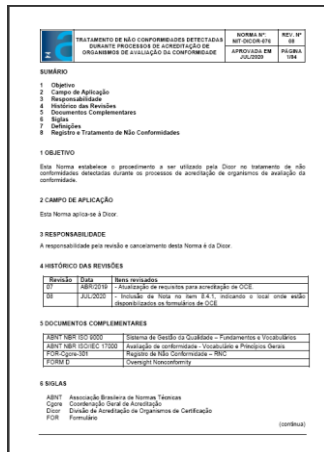 TRATAMENTO DE NÃO CONFORMIDADES DETECTADAS
DURANTE PROCESSOS DE ACREDITAÇÃO DE
ORGANISMOS DE AVALIAÇÃO DA CONFORMIDADE
NORMA Nº
NIT-DICOR-076
REV. Nº
08
APROVADA EM
JUL/2020
PÁGINA
1/04
SUMÁRIO
1 Objetivo
2 Campo de Aplicação
3 Responsabilidade
4 Histórico das Revisões
5 Documentos Complementares
6 Siglas
7 Definições
8 Registro e Tratamento de Não Conformidades
1 OBJETIVO
Esta Norma estabelece o procedimento a ser utilizado pela Dicor no tratamento de não
conformidades detectadas durante os processos de acreditação de organismos de avaliação da
conformidade.
2 CAMPO DE APLICAÇÃO
Esta Norma aplica-se à Dicor.
3 RESPONSABILIDADE
A responsabilidade pela revisão e cancelamento desta Norma é da Dicor.
4 HISTÓRICO DAS REVISÕES
Revisão Data Itens revisados
07 ABR/2019 - Atualização de requisitos para acreditação de OCE.
08 JUL/2020 - Inclusão de Nota no item 8.4.1, indicando o local onde estão
disponibilizados os formulários de OCE
5 DOCUMENTOS COMPLEMENTARES
ABNT NBR ISO 9000 Sistema de Gestão da Qualidade – Fundamentos e Vocabulários
ABNT NBR ISO/IEC 17000 Avaliação de conformidade - Vocabulário e Princípios Gerais
FOR-Cgcre-301 Registro de Não Conformidade – RNC
FORM D Oversight Nonconformity
6 SIGLAS
ABNT Associação Brasileira de Normas Técnicas
Cgcre Coordenação Geral de Acreditação
Dicor Divisão de Acreditação de Organismos de Certificação
FOR Formulário
(continua)